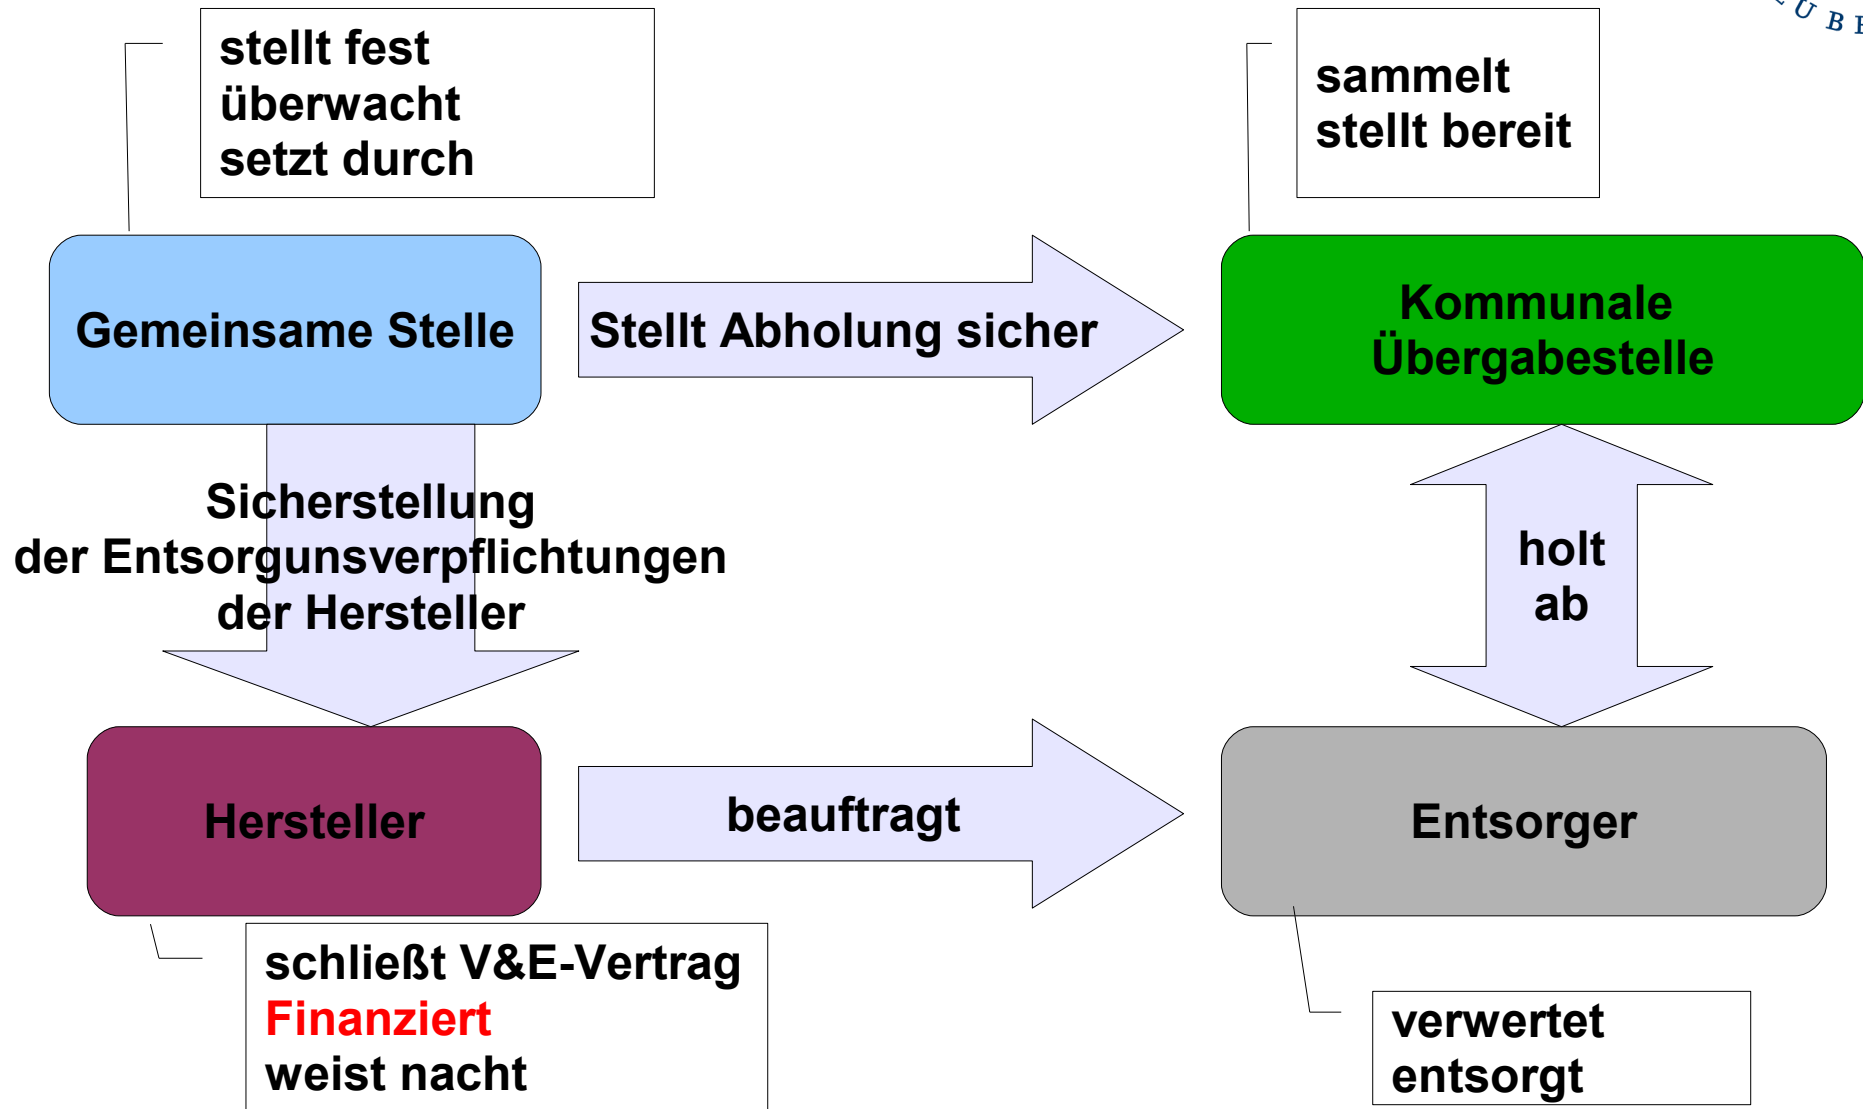 stellt fest
überwacht
setzt durch
sammelt
stellt bereit
Gemeinsame Stelle
Stellt Abholung sicher
Kommunale
Übergabestelle
Sicherstellung
der Entsorgunsverpflichtungen
der Hersteller
holt
ab
Hersteller
beauftragt
Entsorger
schließt V&E-Vertrag
Finanziert
weist nacht
verwertet
entsorgt